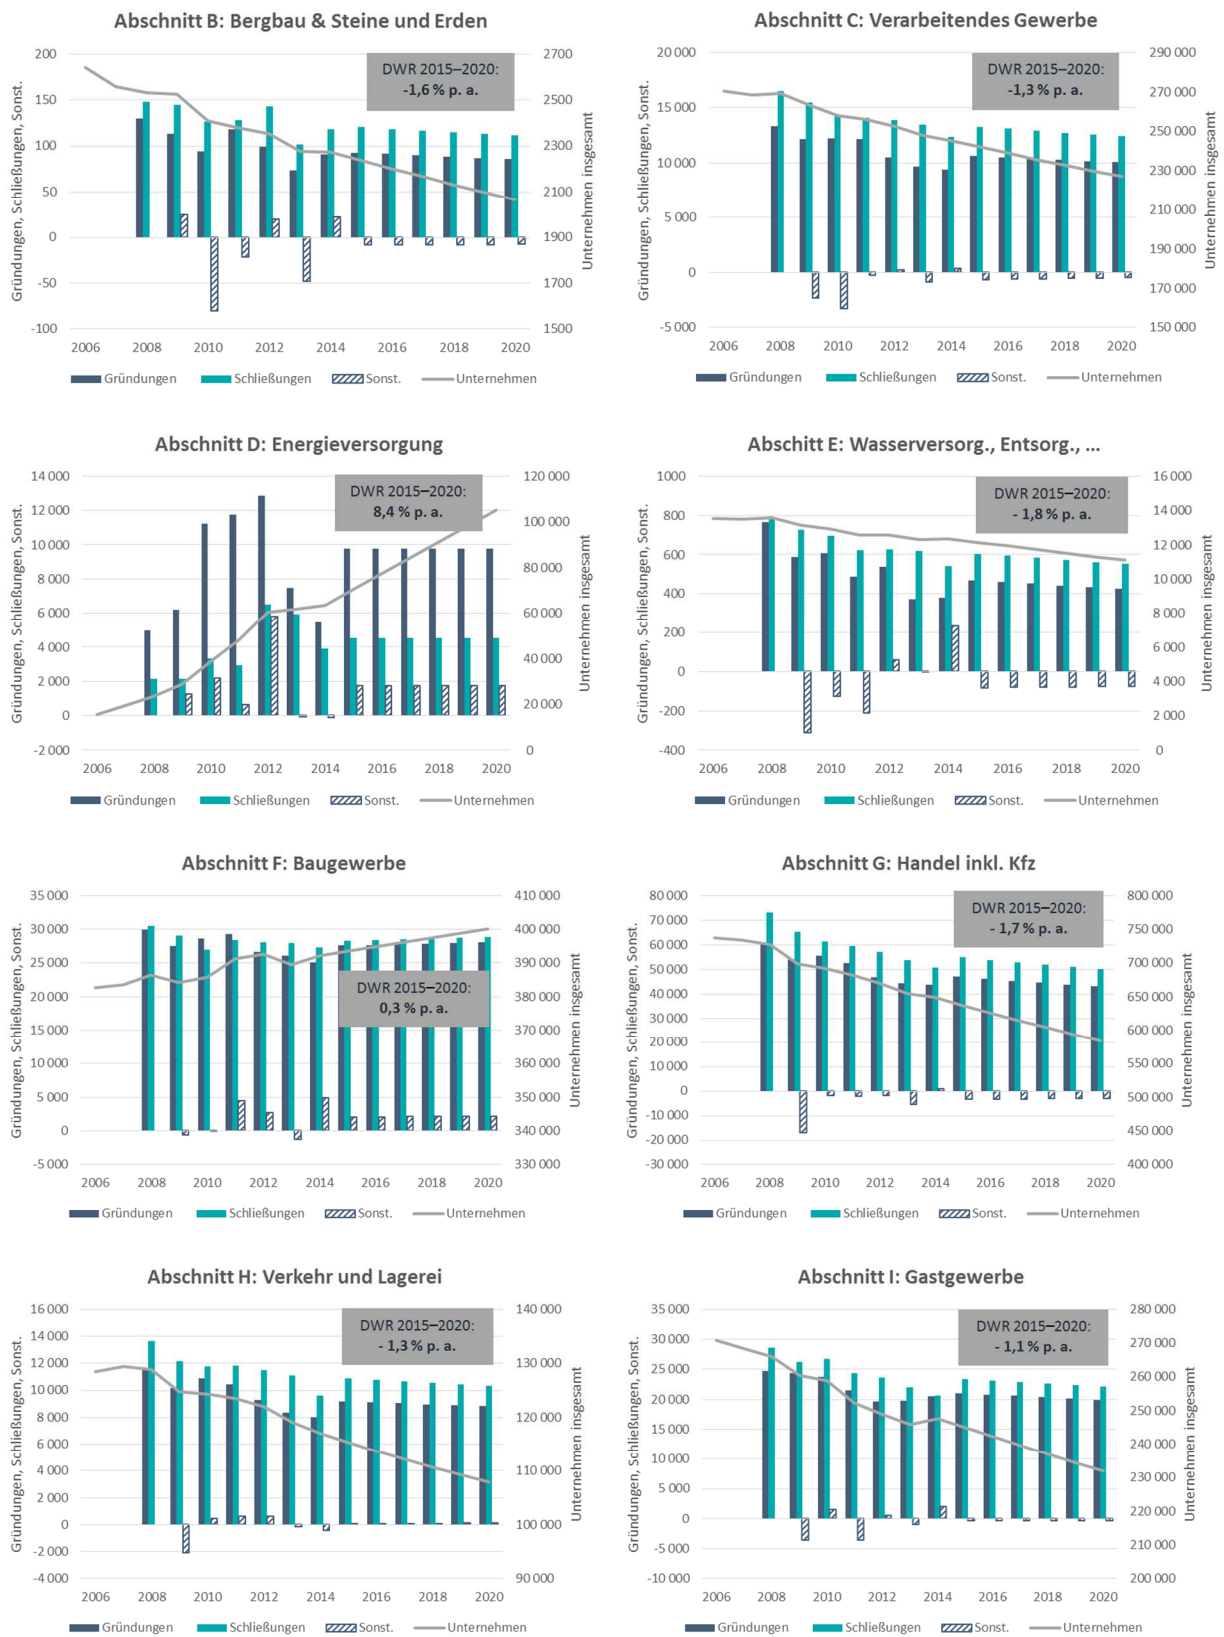 Abschnitt B: Bergbau & Steine und Erden
DWR 2015–2020:
-1,6 % p. a.
Gründungen, Schließungen, Sonst.
200
150
100
50
0
-50
-100
Unternehmen insgesamt
2700
2500
2300
2100
1900
1700
1500
2006 2008 2010 2012 2014 2016 2018 2020
Gründungen Schließungen Sonst. Unternehmen
Abschnitt C: Verarbeitendes Gewerbe
DWR 2015–2020:
-1,3 % p. a.
Gründungen, Schließungen, Sonst.
20 000
15 000
10 000
5 000
0
-5 000
Unternehmen insgesamt
290 000
270 000
250 000
230 000
210 000
190 000
170 000
150 000
2006 2008 2010 2012 2014 2016 2018 2020
Gründungen Schließungen Sonst. Unternehmen
Abschnitt D: Energieversorgung
DWR 2015–2020:
8,4 % p. a.
Gründungen, Schließungen, Sonst.
14 000
12 000
10 000
8 000
6 000
4 000
2 000
0
-2 000
Unternehmen insgesamt
120 000
100 000
80 000
60 000
40 000
20 000
0
2006 2008 2010 2012 2014 2016 2018 2020
Gründungen Schließungen Sonst. Unternehmen
Abschitt E: Wasserversorg., Entsorg., ...
DWR 2015–2020:
- 1,8 % p. a.
Gründungen, Schließungen, Sonst.
1000
800
600
400
200
0
-200
-400
Unternehmen insgesamt
16 000
14 000
12 000
10 000
8 000
6 000
4 000
2 000
0
2006 2008 2010 2012 2014 2016 2018 2020
Gründungen Schließungen Sonst. Unternehmen
Abschnitt F: Baugewerbe
DWR 2015–2020:
0,3 % p. a.
Gründungen, Schließungen, Sonst.
35 000
30 000
25 000
20 000
15 000
10 000
5 000
0
-5 000
Unternehmen insgesamt
410 000
400 000
390 000
380 000
370 000
360 000
350 000
340 000
330 000
2006 2008 2010 2012 2014 2016 2018 2020
Gründungen Schließungen Sonst. Unternehmen
Abschnitt G: Handel inkl. Kfz
DWR 2015–2020:
- 1,7 % p. a.
Gründungen, Schließungen, Sonst.
80 000
70 000
60 000
50 000
40 000
30 000
20 000
10 000
0
-10 000
-20 000
-30 000
Unternehmen insgesamt
800 000
750 000
700 000
650 000
600 000
550 000
500 000
450 000
400 000
2006 2008 2010 2012 2014 2016 2018 2020
Gründungen Schließungen Sonst. Unternehmen
Abschnitt H: Verkehr und Lagerei
DWR 2015–2020:
- 1,3 % p. a.
Gründungen, Schließungen, Sonst.
16 000
14 000
12 000
10 000
8 000
6 000
4 000
2 000
0
-2 000
-4 000
Unternehmen insgesamt
140 000
130 000
120 000
110 000
100 000
90 000
2006 2008 2010 2012 2014 2016 2018 2020
Gründungen Schließungen Sonst. Unternehmen
Abschnitt I: Gastgewerbe
DWR 2015–2020:
- 1,1 % p. a.
Gründungen, Schließungen, Sonst.
35 000
30 000
25 000
20 000
15 000
10 000
5 000
0
-5 000
-10 000
Unternehmen insgesamt
280 000
270 000
260 000
250 000
240 000
230 000
220 000
210 000
200 000
2006 2008 2010 2012 2014 2016 2018 2020
Gründungen Schließungen Sonst. Unternehmen